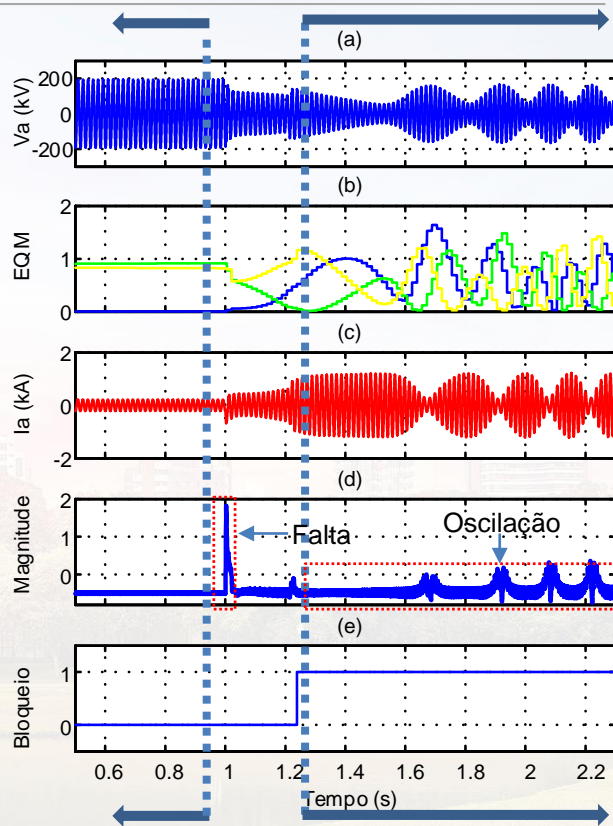 (a)
200
0
-200
Va (kV)
(b)
2
1
0
EQM
(c)
2
0
-2
Ia (kA)
(d)
2
1
0
Magnitude
Falta
Oscilação
(e)
1
0
Bloqueio
0.6 0.8 1 1.2 1.4 1.6 1.8 2 2.2
Tempo (s)